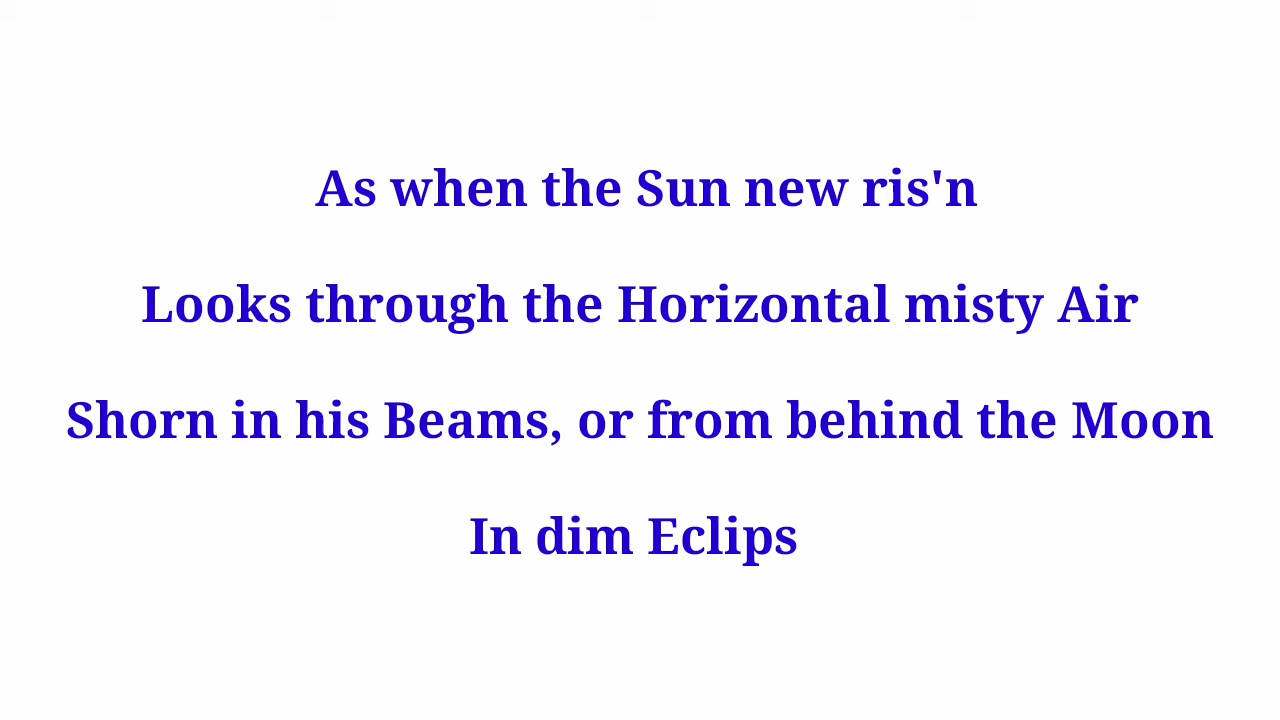 As when the Sun new ris'n
Looks through the Horizontal misty Air
Shorn in his Beams, or from behind the Moon
In dim Eclips